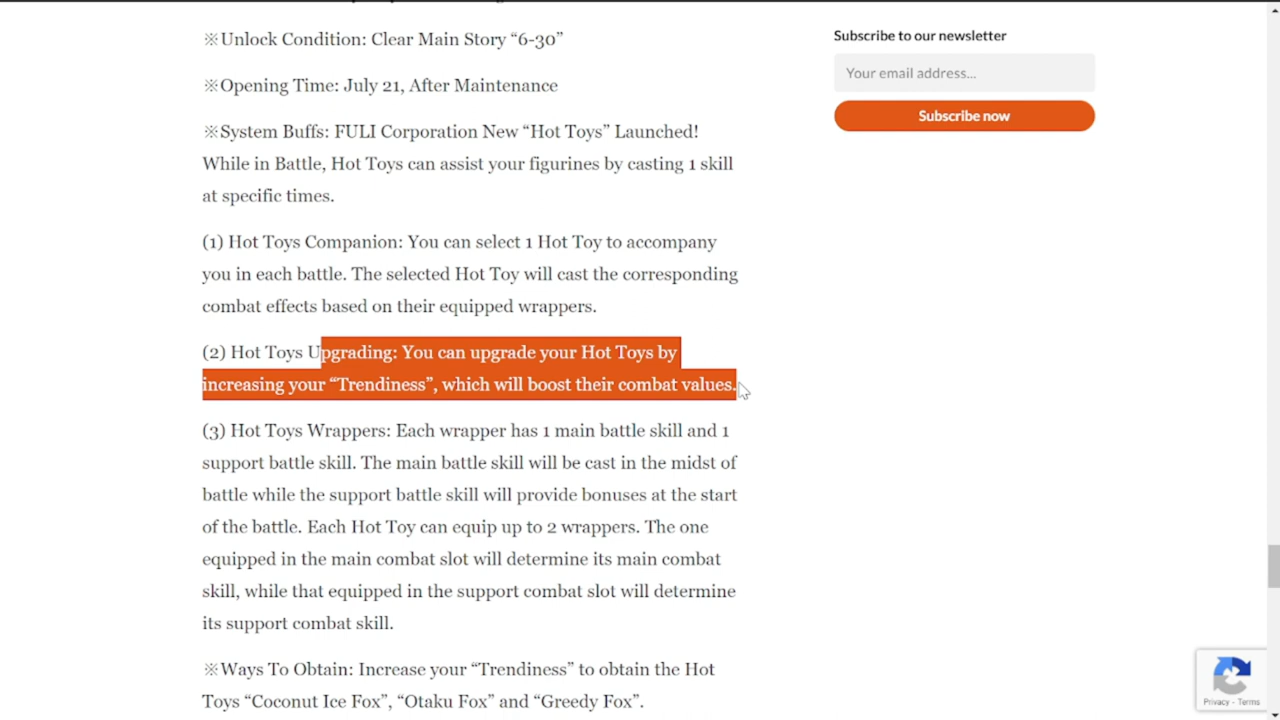 ※Unlock Condition: Clear Main Story “6-30”
※Opening Time: July 21, After Maintenance
※System Buffs: FULI Corporation New “Hot Toys” Launched!
While in Battle, Hot Toys can assist your figurines by casting 1 skill
at specific times.
(1) Hot Toys Companion: You can select 1 Hot Toy to accompany
you in each battle. The selected Hot Toy will cast the corresponding
combat effects based on their equipped wrappers.
(2) Hot Toys Upgrading: You can upgrade your Hot Toys by
increasing your “Trendiness”, which will boost their combat values.
(3) Hot Toys Wrappers: Each wrapper has 1 main battle skill and 1
support battle skill. The main battle skill will be cast in the midst of
battle while the support battle skill will provide bonuses at the start
of the battle. Each Hot Toy can equip up to 2 wrappers. The one
equipped in the main combat slot will determine its main combat
skill, while that equipped in the support combat slot will determine
its support combat skill.
※Ways To Obtain: Increase your “Trendiness” to obtain the Hot
Toys “Coconut Ice Fox”, “Otaku Fox” and “Greedy Fox”.
Subscribe to our newsletter
Your email address...
Subscribe now
Privacy - Terms